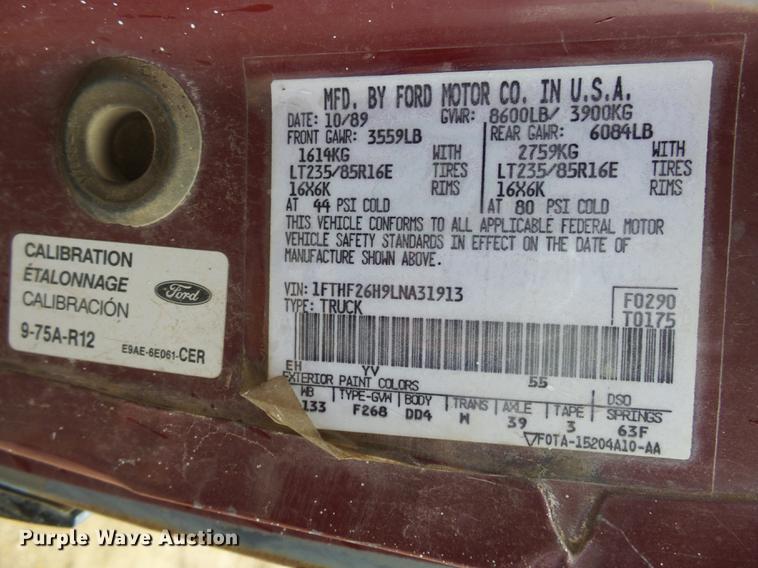 MFD. BY FORD MOTOR CO. IN U.S.A.
DATE: 10/89 GVWR: 8600LB/ 3900KG
FRONT GAWR: 3559LB REAR GAWR: 6084LB
1614KG WITH 2759KG WITH
LT235/85R16E TIRES LT235/85R16E TIRES
16X6K RIMS 16X6K RIMS
AT 44 PSI COLD AT 80 PSI COLD
THIS VEHICLE CONFORMS TO ALL APPLICABLE FEDERAL MOTOR
VEHICLE SAFETY STANDARDS IN EFFECT ON THE DATE OF
MANUFACTURE SHOWN ABOVE.
VIN: 1FTHF26H9LNA31913 F0290
TYPE: TRUCK T0175
EH YV 55
EXTERIOR PAINT COLORS DSO
WB TYPE-GVW BODY TRANS AXLE TAPE SPRINGS
133 F268 DD4 M 39 3 63F
F0TA-15204A10-AA
CALIBRATION
ÉTALONNAGE
CALIBRACIÓN
Ford
9-75A-R12 E9AE-6E061-CER
Purple Wave Auction